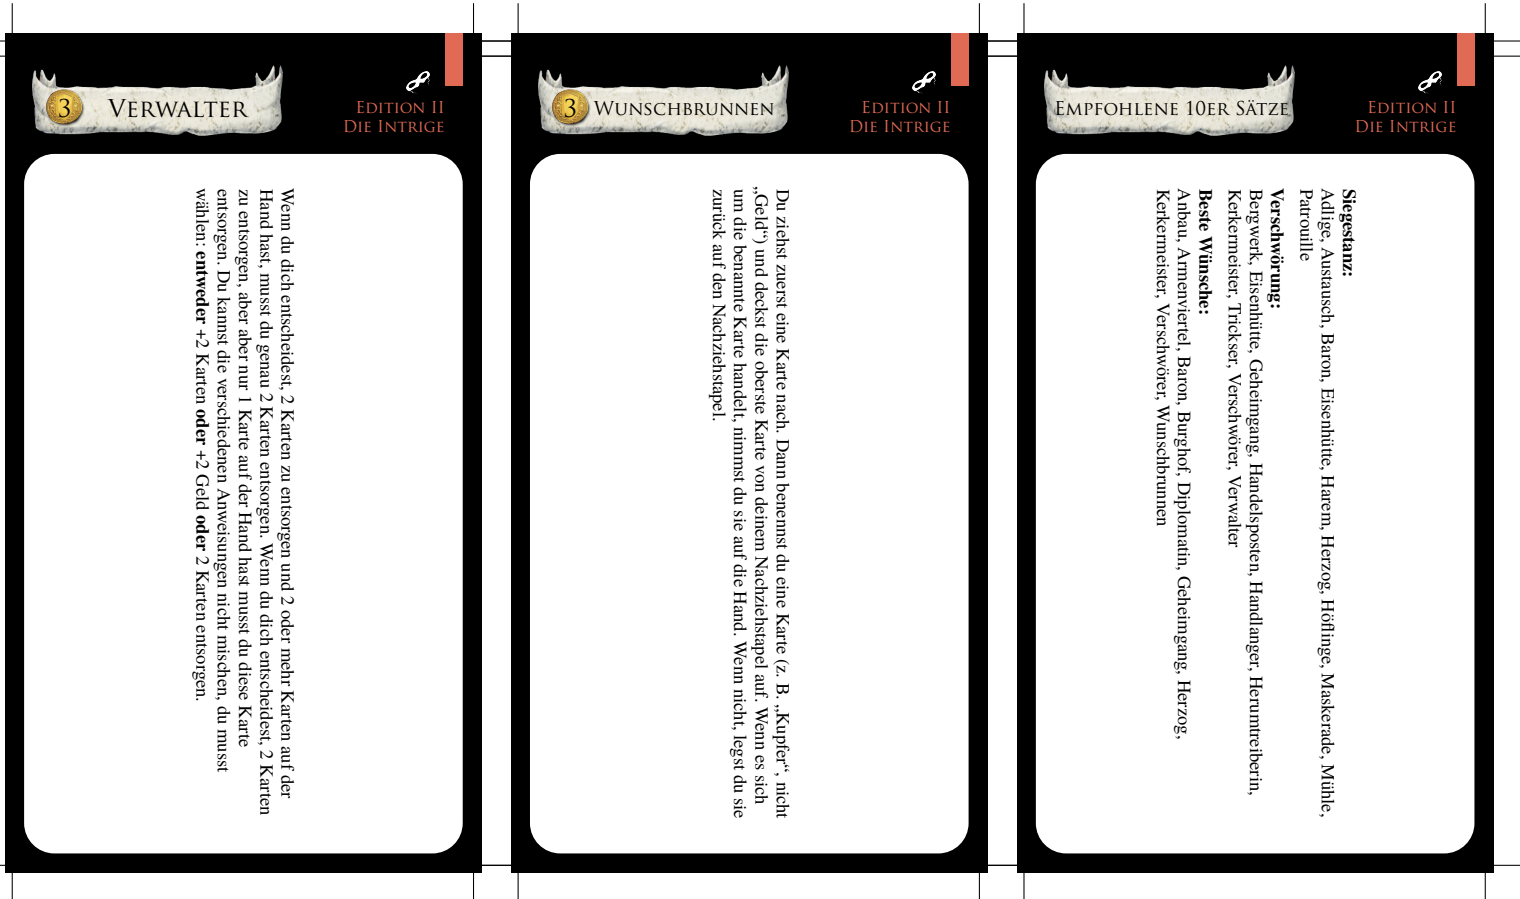 3 VERWALTER
EDITION II
DIE INTRIGE
Wenn du dich entscheidest, 2 Karten zu entsorgen und 2 oder mehr Karten auf der
Hand hast, musst du genau 2 Karten entsorgen. Wenn du dich entscheidest, 2 Karten
zu entsorgen, aber aber nur 1 Karte auf der Hand hast musst du diese Karte
entsorgen. Du kannst die verschiedenen Anweisungen nicht mischen, du musst
wählen: entweder +2 Karten oder +2 Geld oder 2 Karten entsorgen.
3 WUNSCHBRUNNEN
EDITION II
DIE INTRIGE
Du ziehst zuerst eine Karte nach. Dann benennst du eine Karte (z. B. „Kupfer“, nicht
„Geld“) und deckst die oberste Karte von deinem Nachziehstapel auf. Wenn es sich
um die benannte Karte handelt, nimmst du sie auf die Hand. Wenn nicht, legst du sie
zurück auf den Nachziehstapel.
EMPFOHLENE 10ER SÄTZE
EDITION II
DIE INTRIGE
Siegestanz:
Adlige, Austausch, Baron, Eisenhütte, Harem, Herzog, Höflinge, Maskerade, Mühle,
Patrouille
Verschwörung:
Bergwerk, Eisenhütte, Geheimgang, Handelsposten, Handlanger, Herumtreiberin,
Kerkermeister, Trickser, Verschwörer, Verwalter
Beste Wünsche:
Anbau, Armenviertel, Baron, Burghof, Diplomatin, Geheimgang, Herzog,
Kerkermeister, Verschwörer, Wunschbrunnen